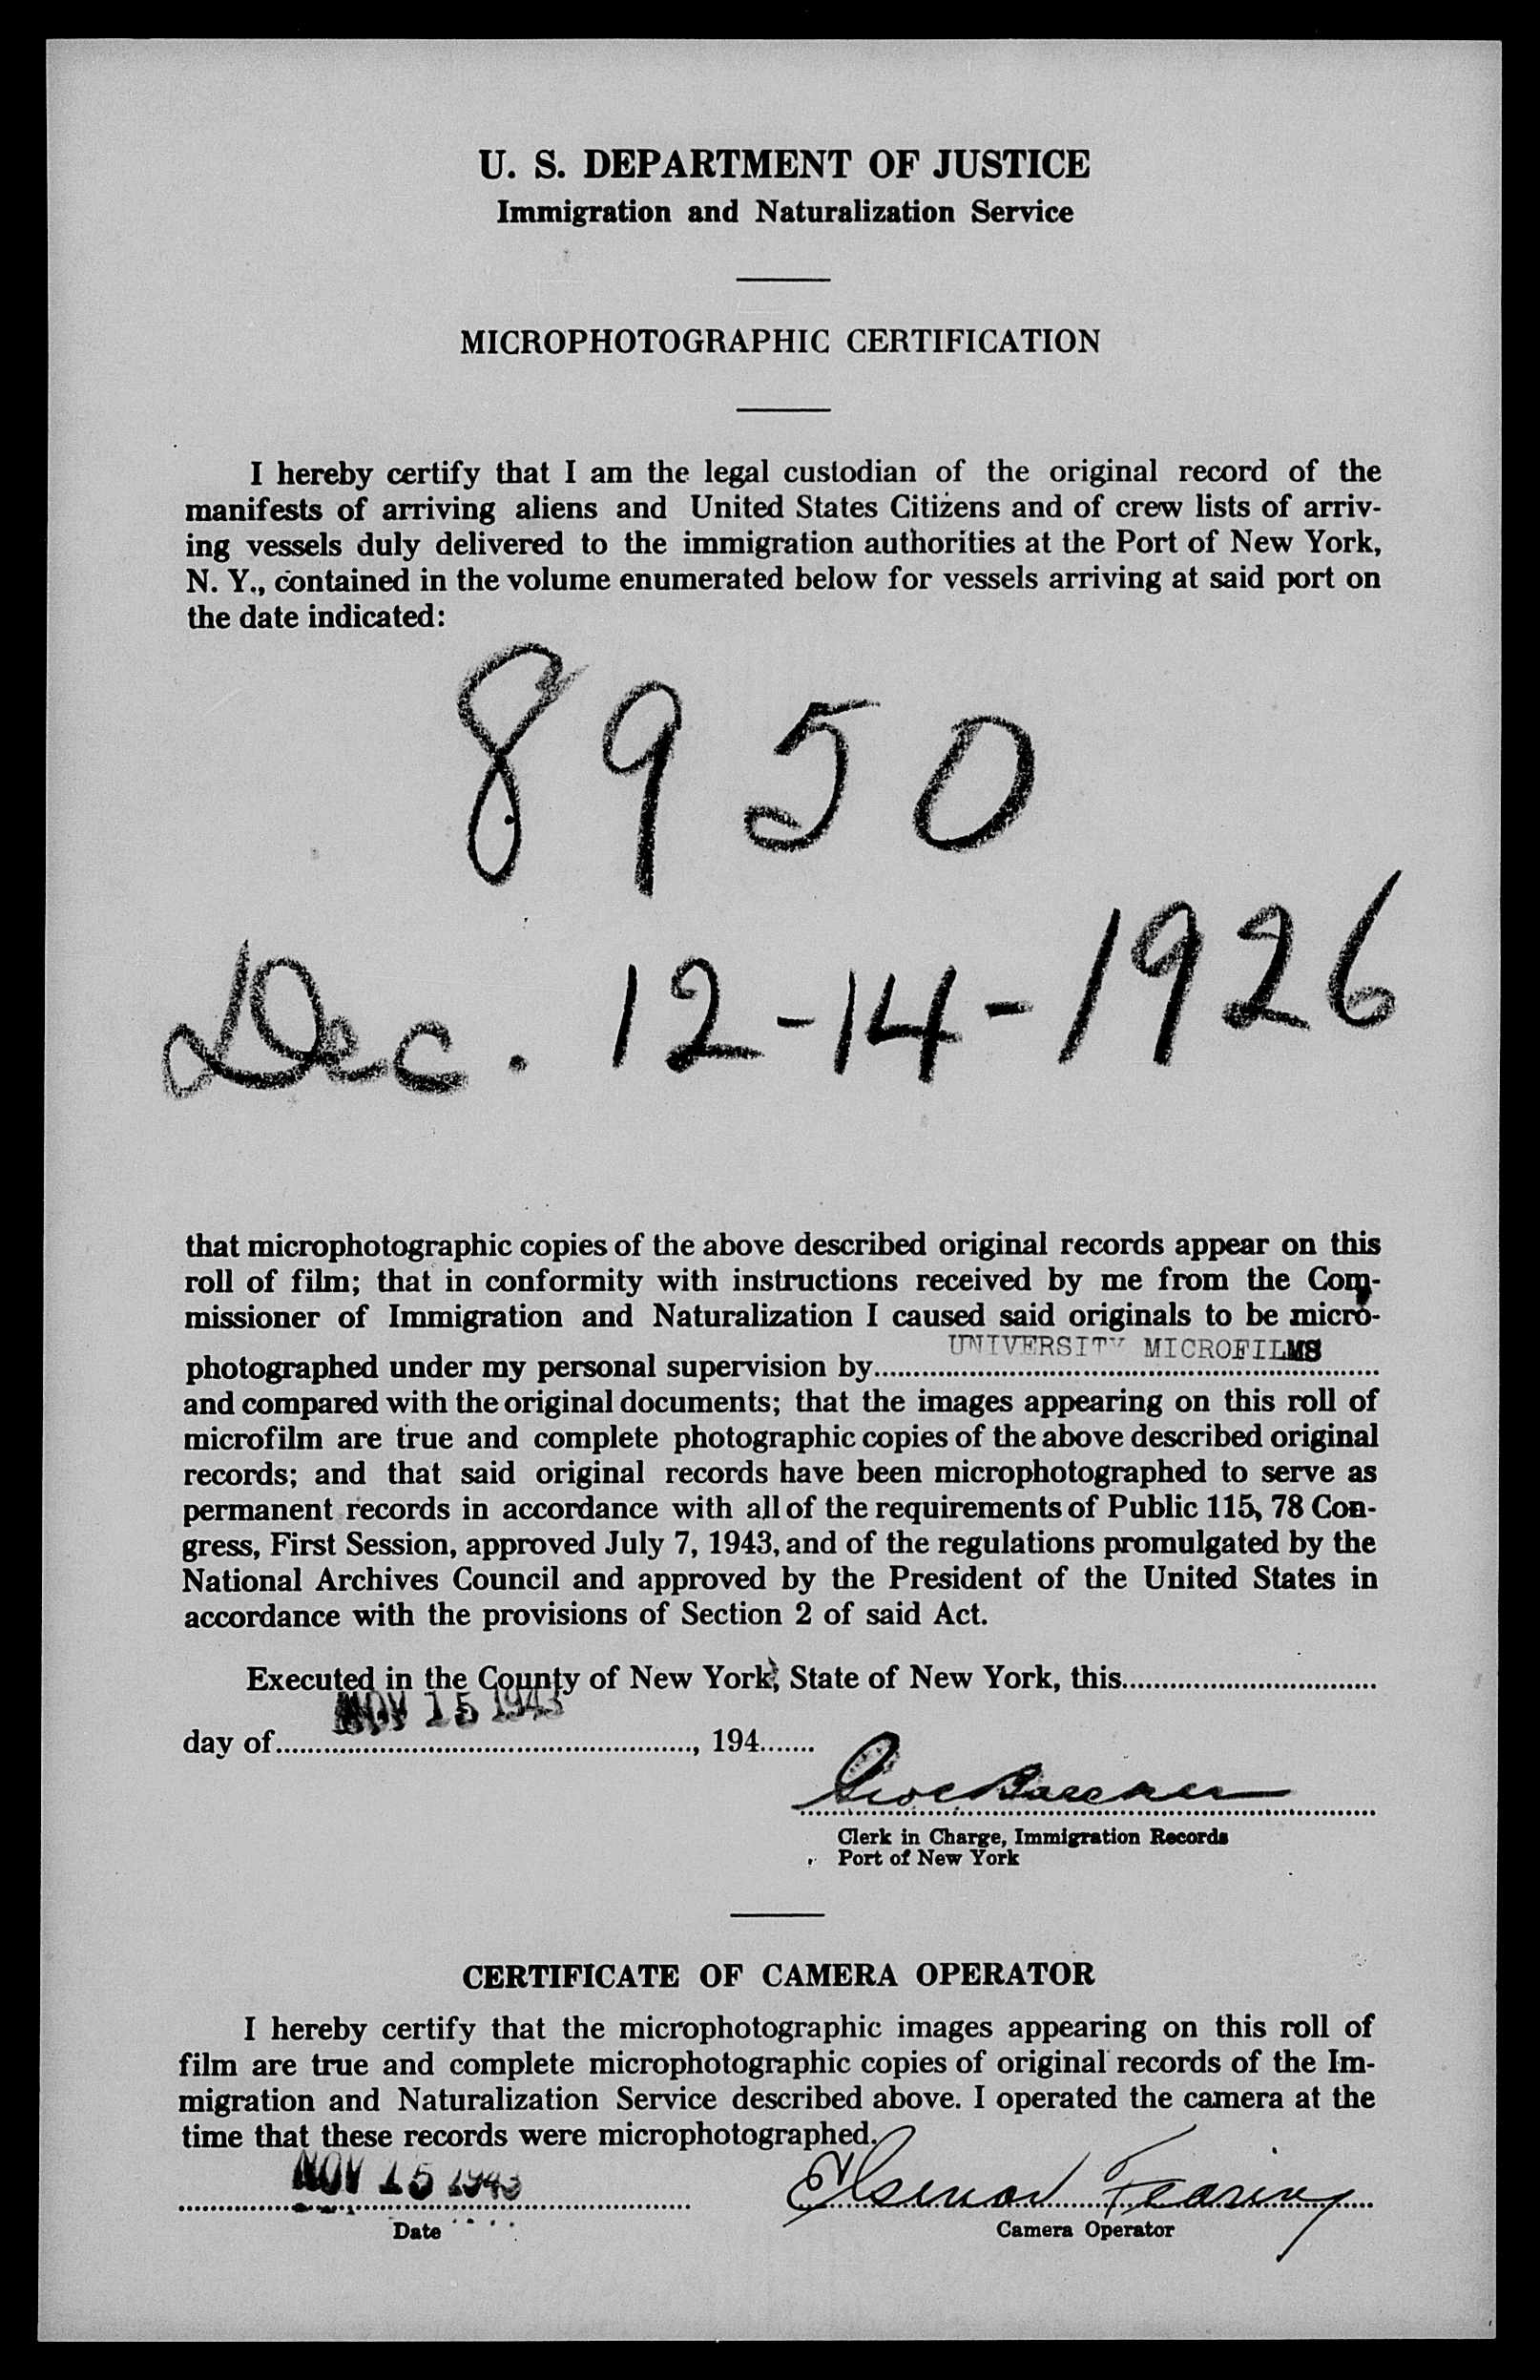 U. S. DEPARTMENT OF JUSTICE
Immigration and Naturalization Service
MICROPHOTOGRAPHIC CERTIFICATION
I hereby certify that I am the legal custodian of the original record of the
manifests of arriving aliens and United States Citizens and of crew lists of arriv-
ing vessels duly delivered to the immigration authorities at the Port of New York,
N. Y., contained in the volume enumerated below for vessels arriving at said port on
the date indicated:
8950
Dec. 12-14-1926
that microphotographic copies of the above described original records appear on this
roll of film; that in conformity with instructions received by me from the Com-
missioner of Immigration and Naturalization I caused said originals to be micro-
UNIVERSITY MICROFILMS
photographed under my personal supervision by
and compared with the original documents; that the images appearing on this roll of
microfilm are true and complete photographic copies of the above described original
records; and that said original records have been microphotographed to serve as
permanent records in accordance with all of the requirements of Public 115, 78 Con-
gress, First Session, approved July 7, 1943, and of the regulations promulgated by the
National Archives Council and approved by the President of the United States in
accordance with the provisions of Section 2 of said Act.
Executed in the County of New York, State of New York, this
NOV 15 1943
day of , 194
Clerk in Charge, Immigration Records
Port of New York
CERTIFICATE OF CAMERA OPERATOR
I hereby certify that the microphotographic images appearing on this roll of
film are true and complete microphotographic copies of original records of the Im-
migration and Naturalization Service described above. I operated the camera at the
time that these records were microphotographed.
NOV 15 1943
Fearing
Date
Camera Operator